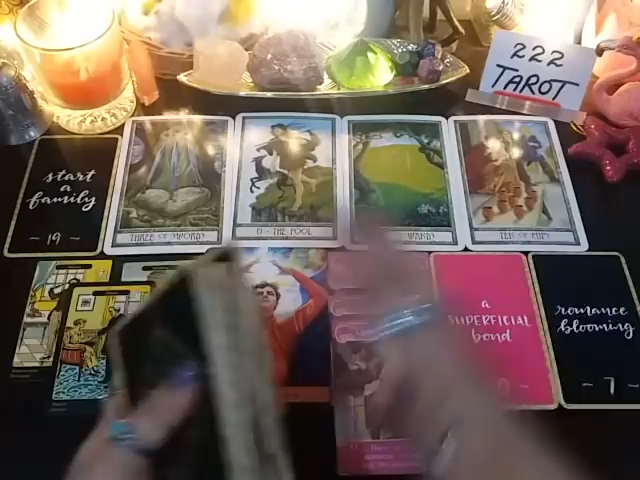 222
TAROT
start
a
family
- 19 -
THREE OF SWORDS
0 - THE FOOL
WANDS
TEN OF CUPS
a
SUPERFICIAL
bond
romance
blooming
- 7 -